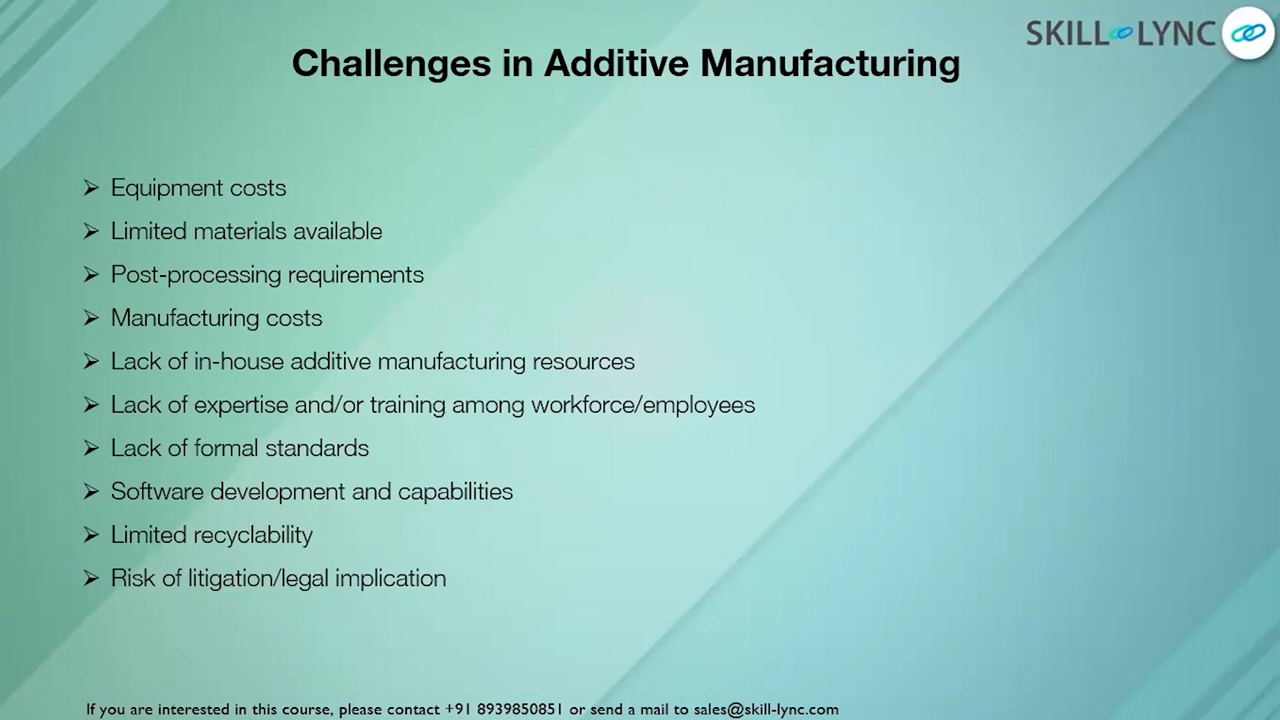 SKILL LYNC
Challenges in Additive Manufacturing
➢ Equipment costs
➢ Limited materials available
➢ Post-processing requirements
➢ Manufacturing costs
➢ Lack of in-house additive manufacturing resources
➢ Lack of expertise and/or training among workforce/employees
➢ Lack of formal standards
➢ Software development and capabilities
➢ Limited recyclability
➢ Risk of litigation/legal implication
If you are interested in this course, please contact +91 8939850851 or send a mail to sales@skill-lync.com